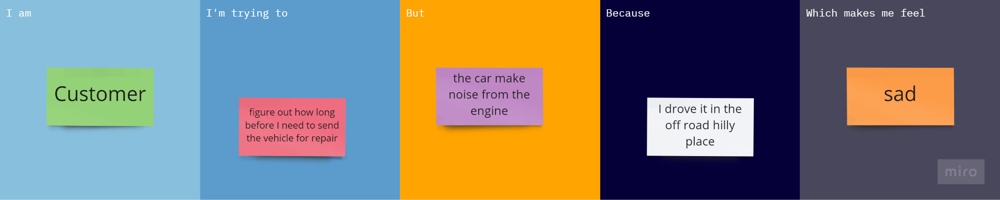 I am
Customer
I'm trying to
figure out how long
before I need to send
the vehicle for repair
But
the car make
noise from the
engine
Because
I drove it in the
off road hilly
place
Which makes me feel
sad
miro